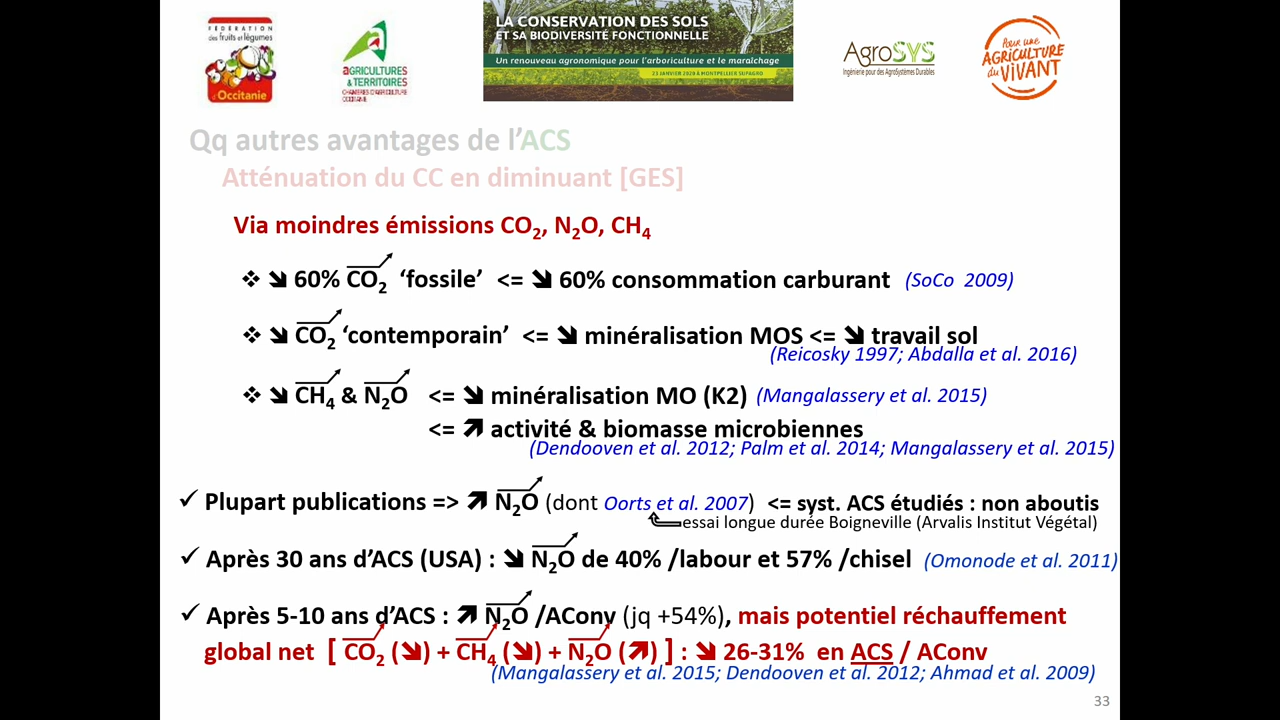 FÉDÉRATION
des fruits et légumes
d'Occitanie
AGRICULTURES
& TERRITOIRES
CHAMBRES D'AGRICULTURE
OCCITANIE
LA CONSERVATION DES SOLS
ET SA BIODIVERSITÉ FONCTIONNELLE
Un renouveau agronomique pour l'arboriculture et le maraîchage
23 JANVIER 2020 À MONTPELLIER SUPAGRO
AgroSYS
Ingénierie pour des AgroSystèmes Durables
Pour une
AGRICULTURE
du VIVANT
Qq autres avantages de l'ACS
Atténuation du CC en diminuant [GES]
Via moindres émissions CO₂, N₂O, CH₄
❖ ⬊ 60% CO₂ ‘fossile’ <= ⬊ 60% consommation carburant (SoCo 2009)
❖ ⬊ CO₂ ‘contemporain’ <= ⬊ minéralisation MOS <= ⬊ travail sol
(Reicosky 1997; Abdalla et al. 2016)
❖ ⬊ CH₄ & N₂O <= ⬊ minéralisation MO (K2) (Mangalassery et al. 2015)
<= ⬈ activité & biomasse microbiennes
(Dendooven et al. 2012; Palm et al. 2014; Mangalassery et al. 2015)
✓ Plupart publications => ⬈ N₂O (dont Oorts et al. 2007) <= syst. ACS étudiés : non aboutis
essai longue durée Boigneville (Arvalis Institut Végétal)
✓ Après 30 ans d'ACS (USA) : ⬊ N₂O de 40% /labour et 57% /chisel (Omonode et al. 2011)
✓ Après 5-10 ans d'ACS : ⬈ N₂O /AConv (jq +54%), mais potentiel réchauffement
global net [ CO₂ (⬊) + CH₄ (⬊) + N₂O (⬈) ] : ⬊ 26-31% en ACS / AConv
(Mangalassery et al. 2015; Dendooven et al. 2012; Ahmad et al. 2009)
33